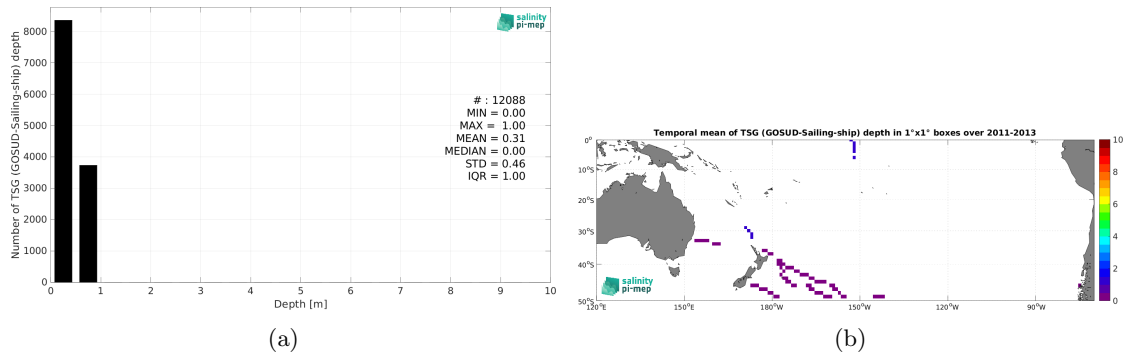 Number of TSG (GOSUD-Sailing-ship) depth
8000
7000
6000
5000
4000
3000
2000
1000
0
0 1 2 3 4 5 6 7 8 9 10
Depth [m]
salinity
pi-mep
# : 12088
MIN = 0.00
MAX = 1.00
MEAN = 0.31
MEDIAN = 0.00
STD = 0.46
IQR = 1.00
(a)
Temporal mean of TSG (GOSUD-Sailing-ship) depth in 1°x1° boxes over 2011-2013
0°
10°S
20°S
30°S
40°S
50°S
120°E 150°E 180°W 150°W 120°W 90°W
salinity
pi-mep
10
8
6
4
2
0
(b)